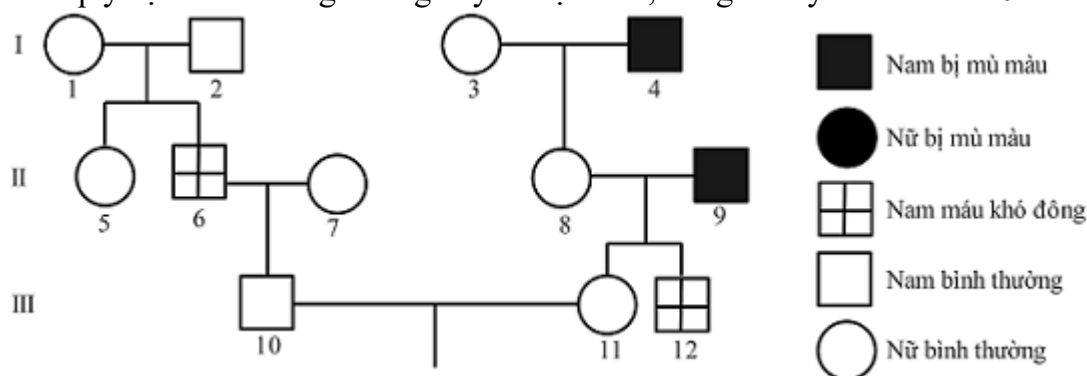 I
1
2
3
4
Nam bị mù màu
Nữ bị mù màu
II
5
6
7
8
9
Nam máu khó đông
III
10
11
12
Nam bình thường
Nữ bình thường